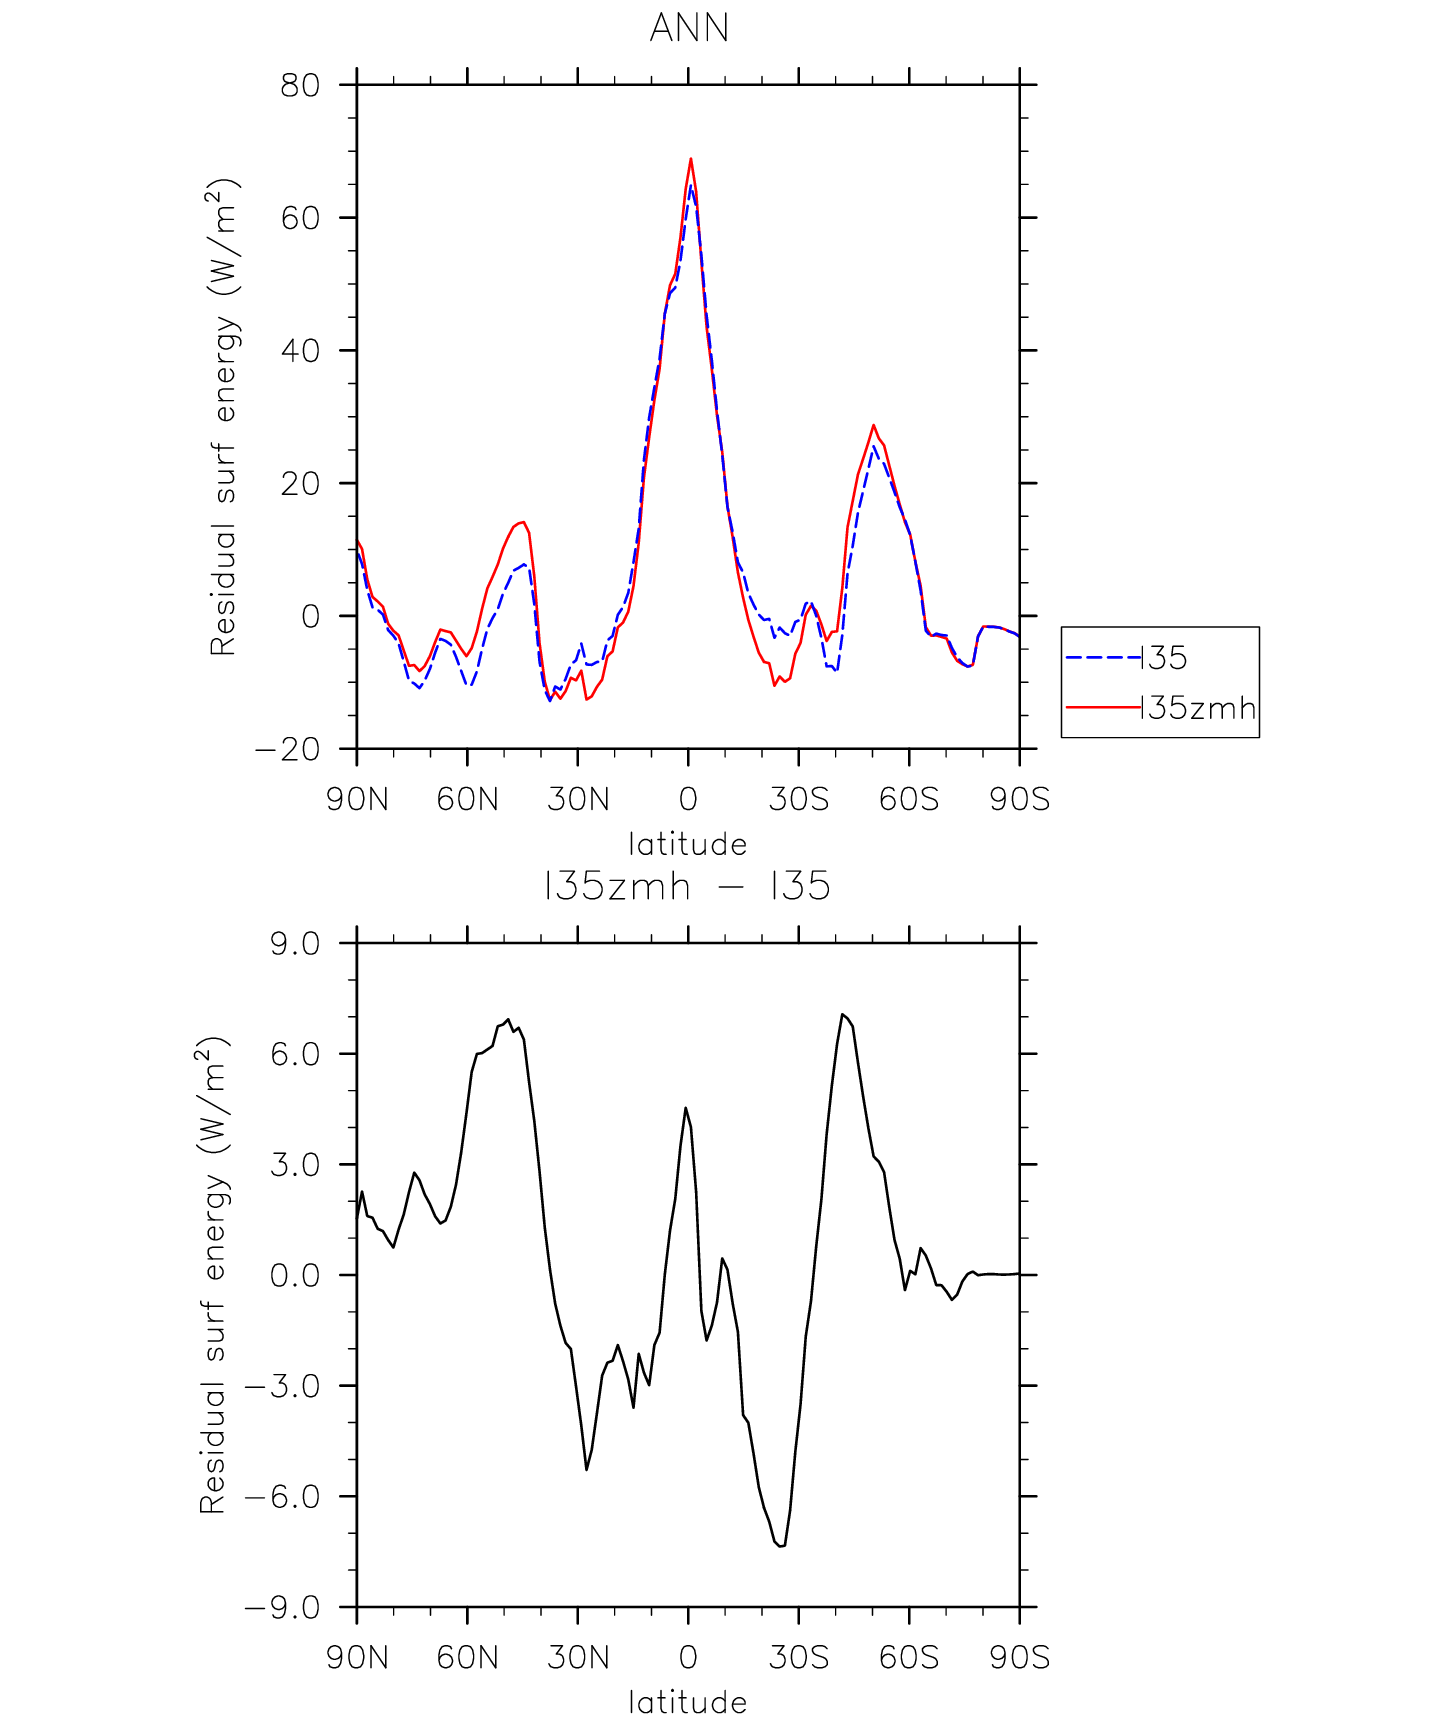 ANN
80
60
40
20
0
−20
Residual surf energy (W/m²)
90N 60N 30N 0 30S 60S 90S
latitude
I35
I35zmh
I35zmh − I35
9.0
6.0
3.0
0.0
−3.0
−6.0
−9.0
Residual surf energy (W/m²)
90N 60N 30N 0 30S 60S 90S
latitude